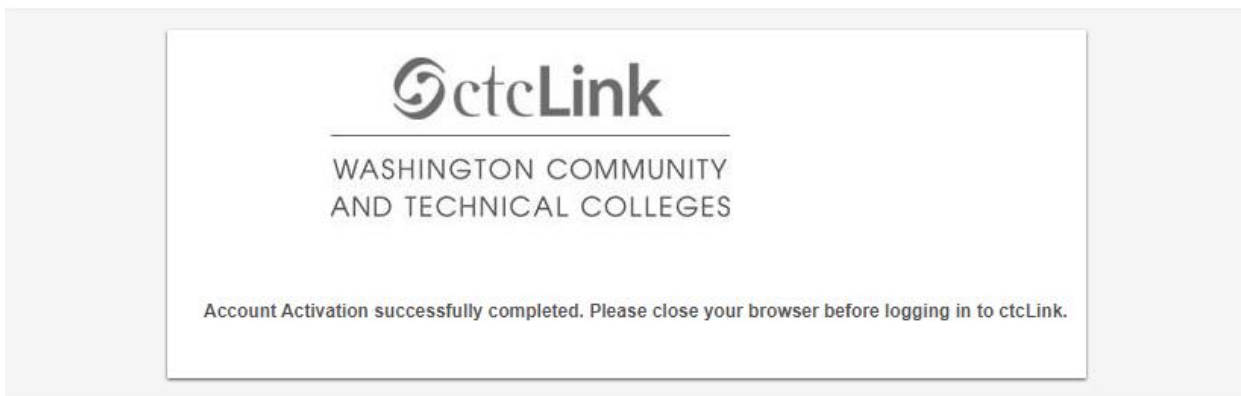 ctcLink
WASHINGTON COMMUNITY
AND TECHNICAL COLLEGES
Account Activation successfully completed. Please close your browser before logging in to ctcLink.